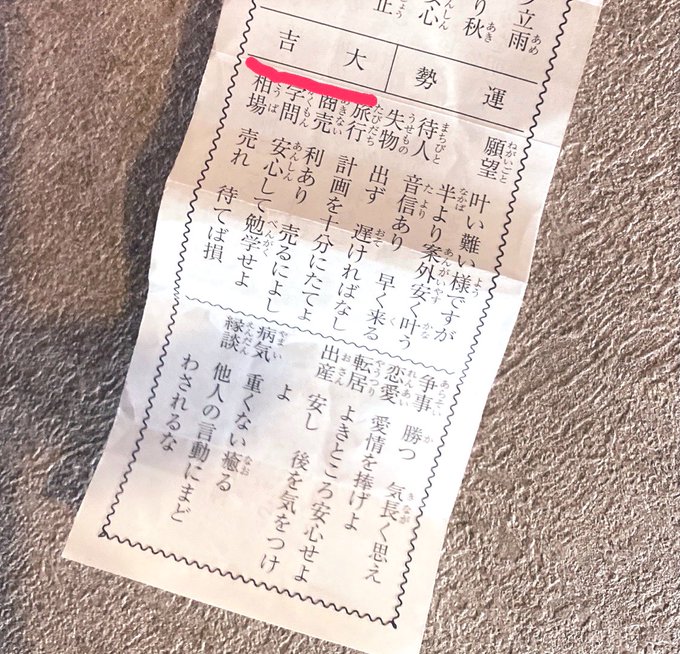 立雨
り秋
安心
正
運勢
大吉
願望 叶い難い様ですが
半より案外安く叶う
待人 音信あり 早く来る
失物 出ず 遅ければなし
旅行 計画を十分にたてよ
商売 利あり 売るによし
学問 安心して勉学せよ
相場 売れ 待てば損
争事 勝つ 気長く思え
恋愛 愛情を捧げよ
転居 よきところ安心せよ
出産 安し 後を気をつけ
よ
病気 重くない癒る
縁談 他人の言動にまど
わされるな